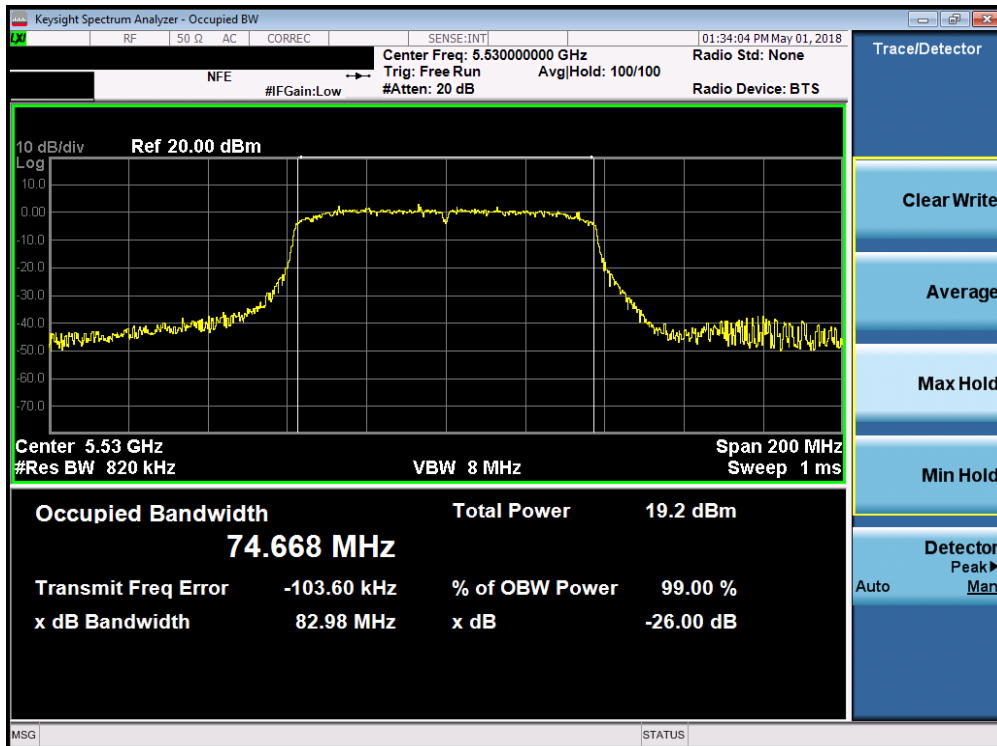 Keysight Spectrum Analyzer - Occupied BW
LXI RF 50 Ω AC CORREC SENSE:INT 01:34:04 PM May 01, 2018
Center Freq: 5.530000000 GHz Radio Std: None
NFE Trig: Free Run Avg|Hold: 100/100
#IFGain:Low #Atten: 20 dB Radio Device: BTS
Trace/Detector
10 dB/div Ref 20.00 dBm
Log
10.0
0.00
-10.0
-20.0
-30.0
-40.0
-50.0
-60.0
-70.0
Center 5.53 GHz Span 200 MHz
#Res BW 820 kHz VBW 8 MHz Sweep 1 ms
Occupied Bandwidth Total Power 19.2 dBm
74.668 MHz
Transmit Freq Error -103.60 kHz % of OBW Power 99.00 %
x dB Bandwidth 82.98 MHz x dB -26.00 dB
Clear Write
Average
Max Hold
Min Hold
Detector
Peak▶
Auto Man
MSG STATUS